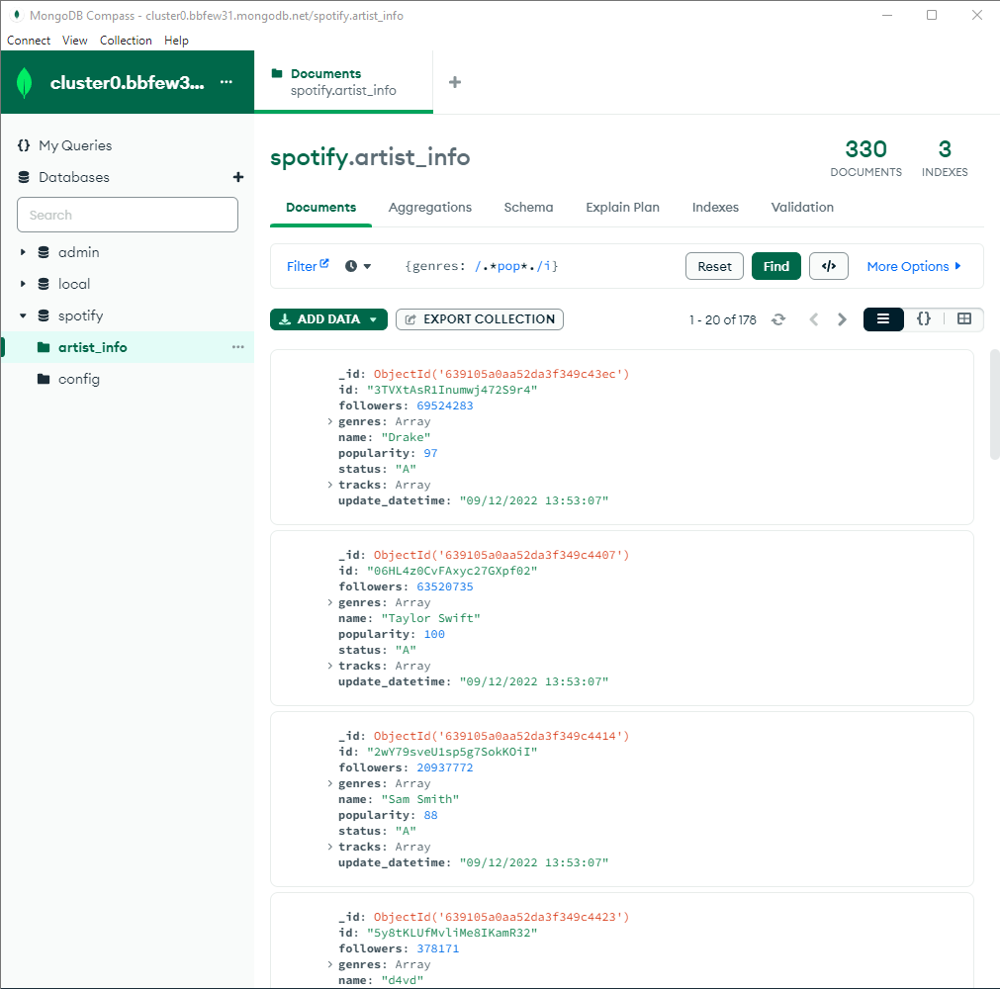 MongoDB Compass - cluster0.bbfew31.mongodb.net/spotify.artist_info
Connect View Collection Help
cluster0.bbfew3...
Documents
spotify.artist_info
My Queries
Databases
Search
admin
local
spotify
artist_info
config
spotify.artist_info
330
DOCUMENTS
3
INDEXES
Documents Aggregations Schema Explain Plan Indexes Validation
Filter {genres: /.*pop*./i} Reset Find </> More Options
ADD DATA EXPORT COLLECTION 1 - 20 of 178 {}
_id: ObjectId('639105a0aa52da3f349c43ec')
id: "3TVXtAsR1Inumwj472S9r4"
followers: 69524283
genres: Array
name: "Drake"
popularity: 97
status: "A"
tracks: Array
update_datetime: "09/12/2022 13:53:07"
_id: ObjectId('639105a0aa52da3f349c4407')
id: "06HL4z0CvFAxyc27GXpf02"
followers: 63520735
genres: Array
name: "Taylor Swift"
popularity: 100
status: "A"
tracks: Array
update_datetime: "09/12/2022 13:53:07"
_id: ObjectId('639105a0aa52da3f349c4414')
id: "2wY79sveU1sp5g7SokKOiI"
followers: 20937772
genres: Array
name: "Sam Smith"
popularity: 88
status: "A"
tracks: Array
update_datetime: "09/12/2022 13:53:07"
_id: ObjectId('639105a0aa52da3f349c4423')
id: "5y8tKLUfMvliMe8IKamR32"
followers: 378171
genres: Array
name: "d4vd"